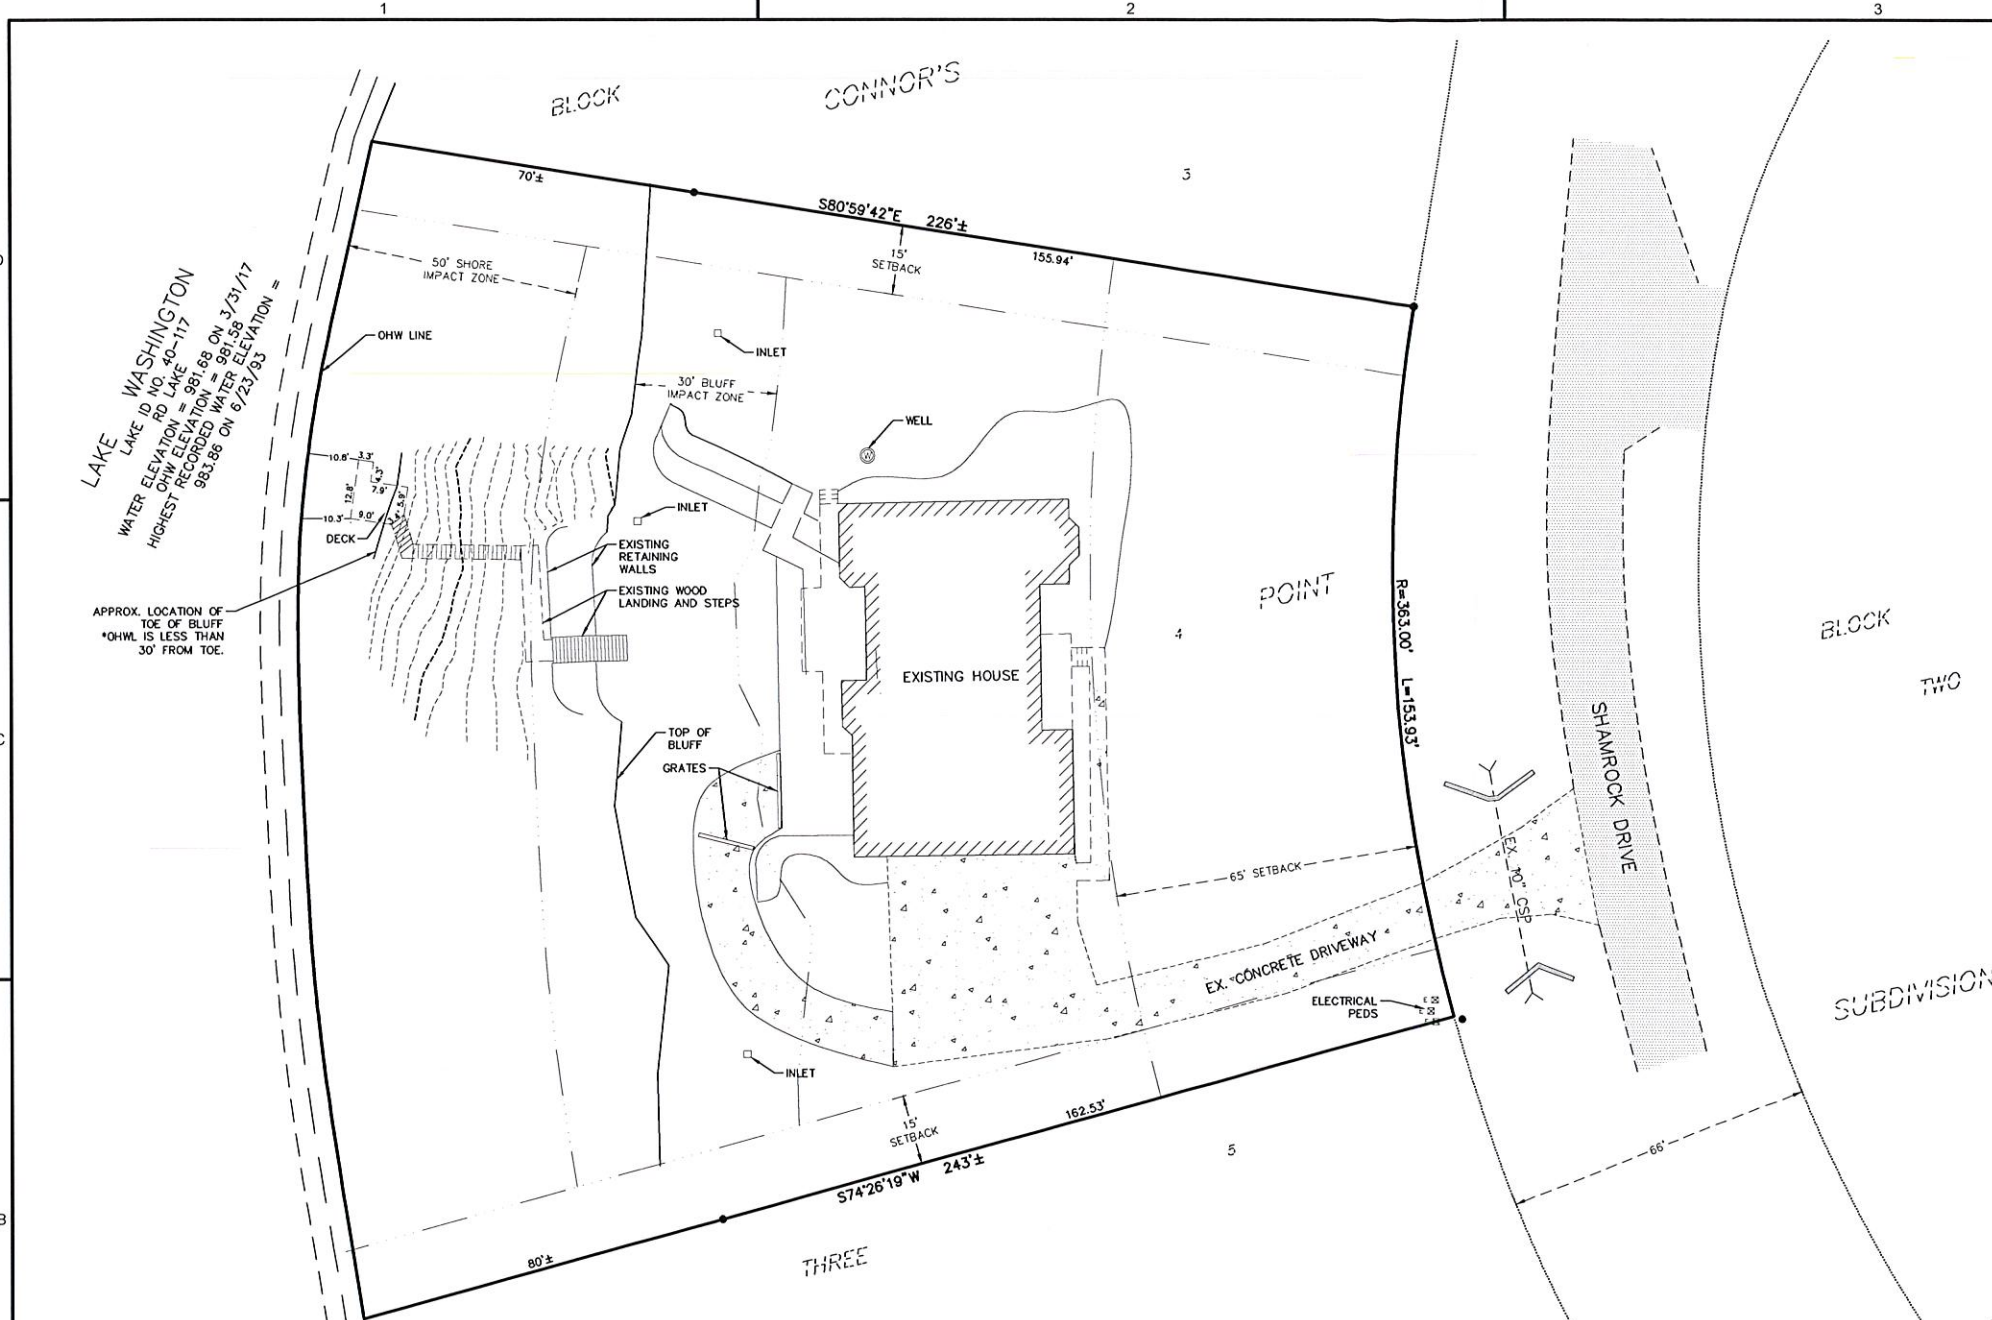 1
2
3
BLOCK
CONNOR'S
3
70'±
S80°59'42"E 226'±
155.94'
15'
SETBACK
50' SHORE
IMPACT ZONE
OHW LINE
LAKE WASHINGTON
LAKE ID NO. 40-117
RD LAKE
WATER ELEVATION = 981.68 ON 3/31/17
OHW ELEVATION = 981.58
HIGHEST RECORDED WATER ELEVATION =
983.86 ON 6/23/93
INLET
30' BLUFF
IMPACT ZONE
WELL
W
10.6'
3.3'
4.3'
7.9'
12.8'
5.9'
10.3'
9.0'
DECK
INLET
EXISTING
RETAINING
WALLS
EXISTING WOOD
LANDING AND STEPS
APPROX. LOCATION OF
TOE OF BLUFF
*OHWL IS LESS THAN
30' FROM TOE.
POINT
4
R=363.00' L=153.93'
BLOCK
TWO
EXISTING HOUSE
TOP OF
BLUFF
GRATES
SHAMROCK DRIVE
EX. 10" CSP
65' SETBACK
EX. CONCRETE DRIVEWAY
ELECTRICAL
PEDS
SUBDIVISION
INLET
15'
SETBACK
162.53'
S74°26'19"W 243'±
5
66'
80'±
THREE
C
B